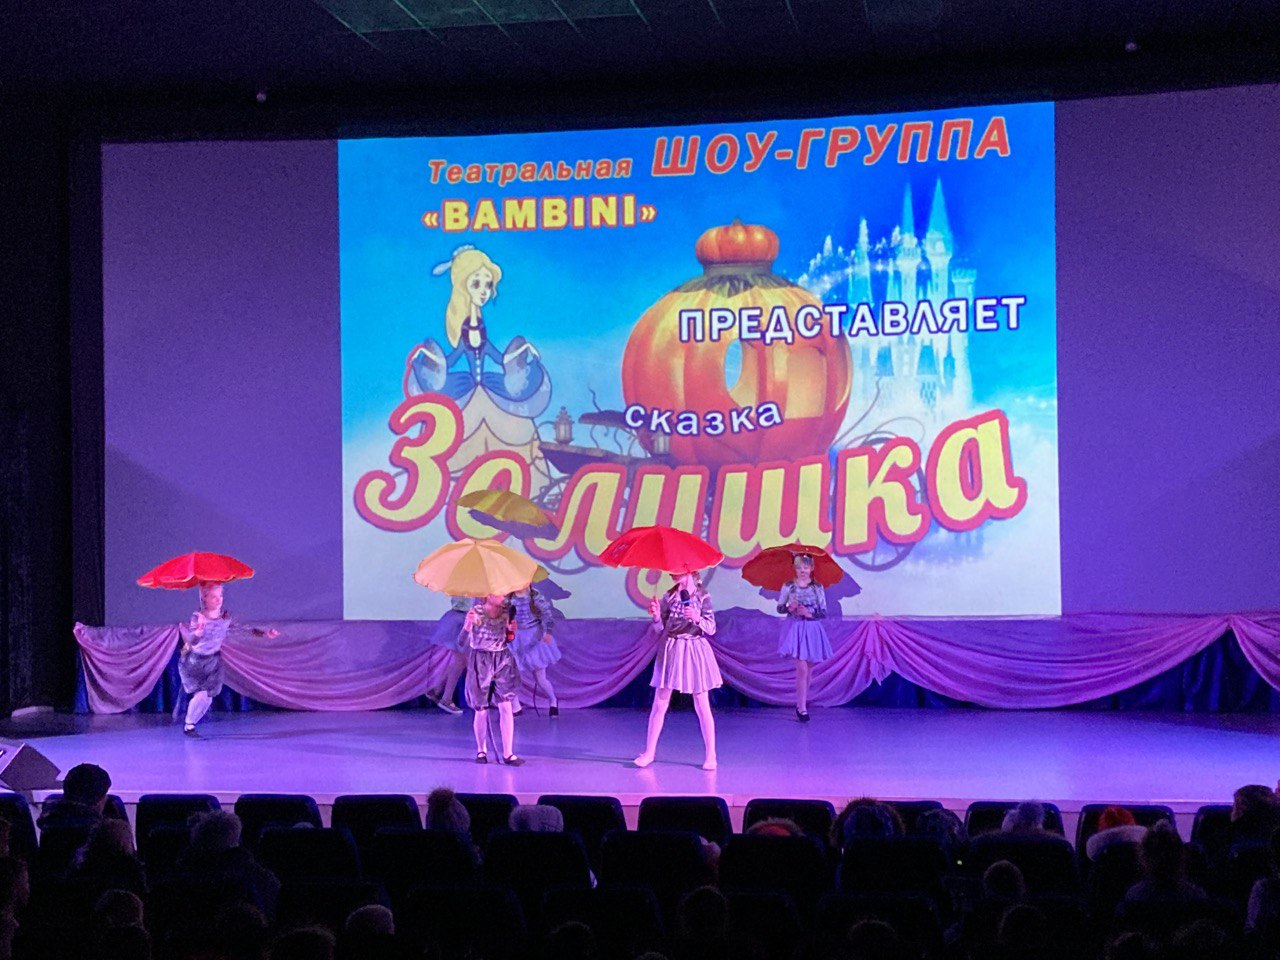 Театральная ШОУ-ГРУППА
«BAMBINI»
ПРЕДСТАВЛЯЕТ
сказка
Золушка